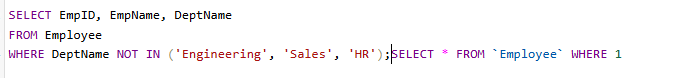 SELECT EmpID, EmpName, DeptName
FROM Employee
WHERE DeptName NOT IN ('Engineering', 'Sales', 'HR');SELECT * FROM `Employee` WHERE 1